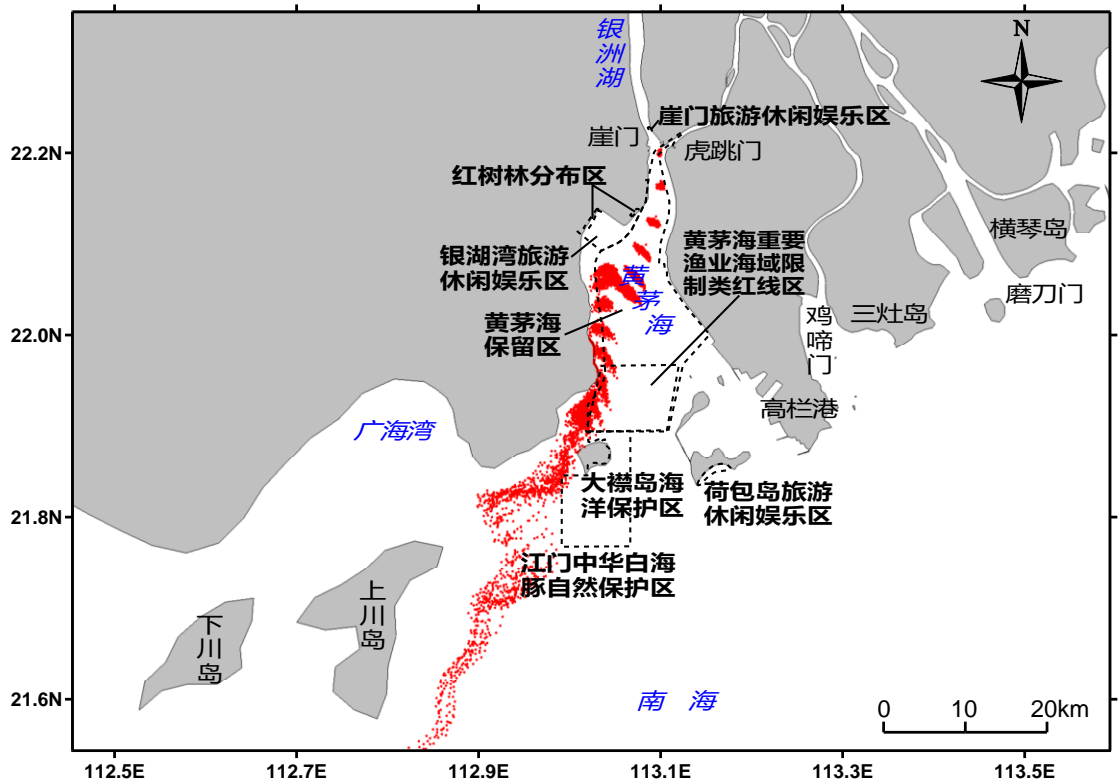 银
洲
湖
N
崖门旅游休闲娱乐区
崖门
虎跳门
22.2N
红树林分布区
横琴岛
黄茅海重要
渔业海域限
制类红线区
银湖湾旅游
休闲娱乐区
黄
茅
海
磨刀门
三灶岛
鸡
啼
门
黄茅海
保留区
22.0N
高栏港
广海湾
大襟岛海
洋保护区
荷包岛旅游
休闲娱乐区
21.8N
江门中华白海
豚自然保护区
上
川
岛
下
川
岛
21.6N
南 海
0 10 20km
112.5E 112.7E 112.9E 113.1E 113.3E 113.5E